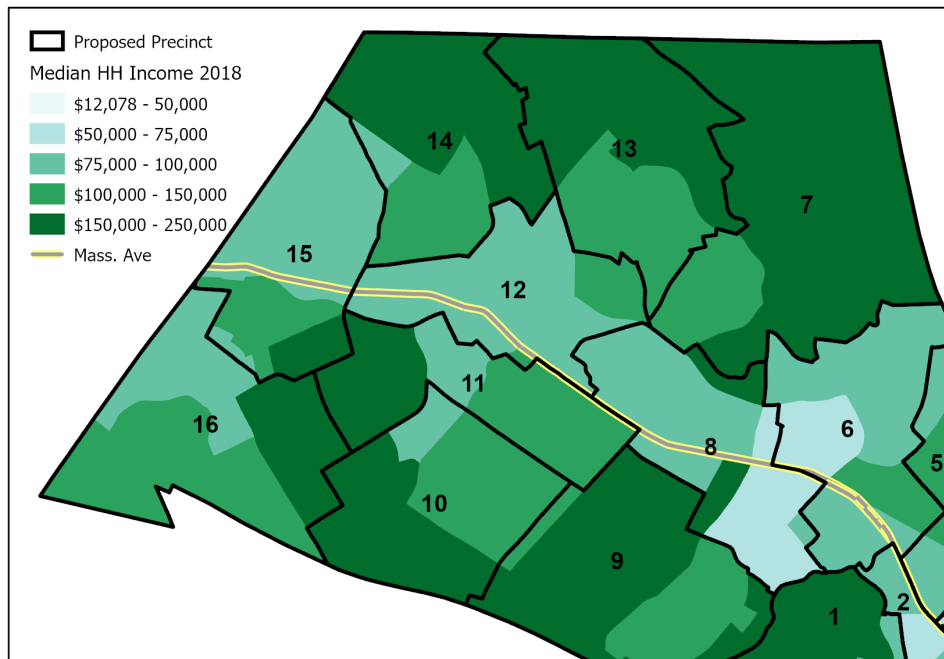 Proposed Precinct
Median HH Income 2018
$12,078 - 50,000
$50,000 - 75,000
$75,000 - 100,000
$100,000 - 150,000
$150,000 - 250,000
Mass. Ave
14
13
7
15
12
11
16
6
8
5
10
9
2
1